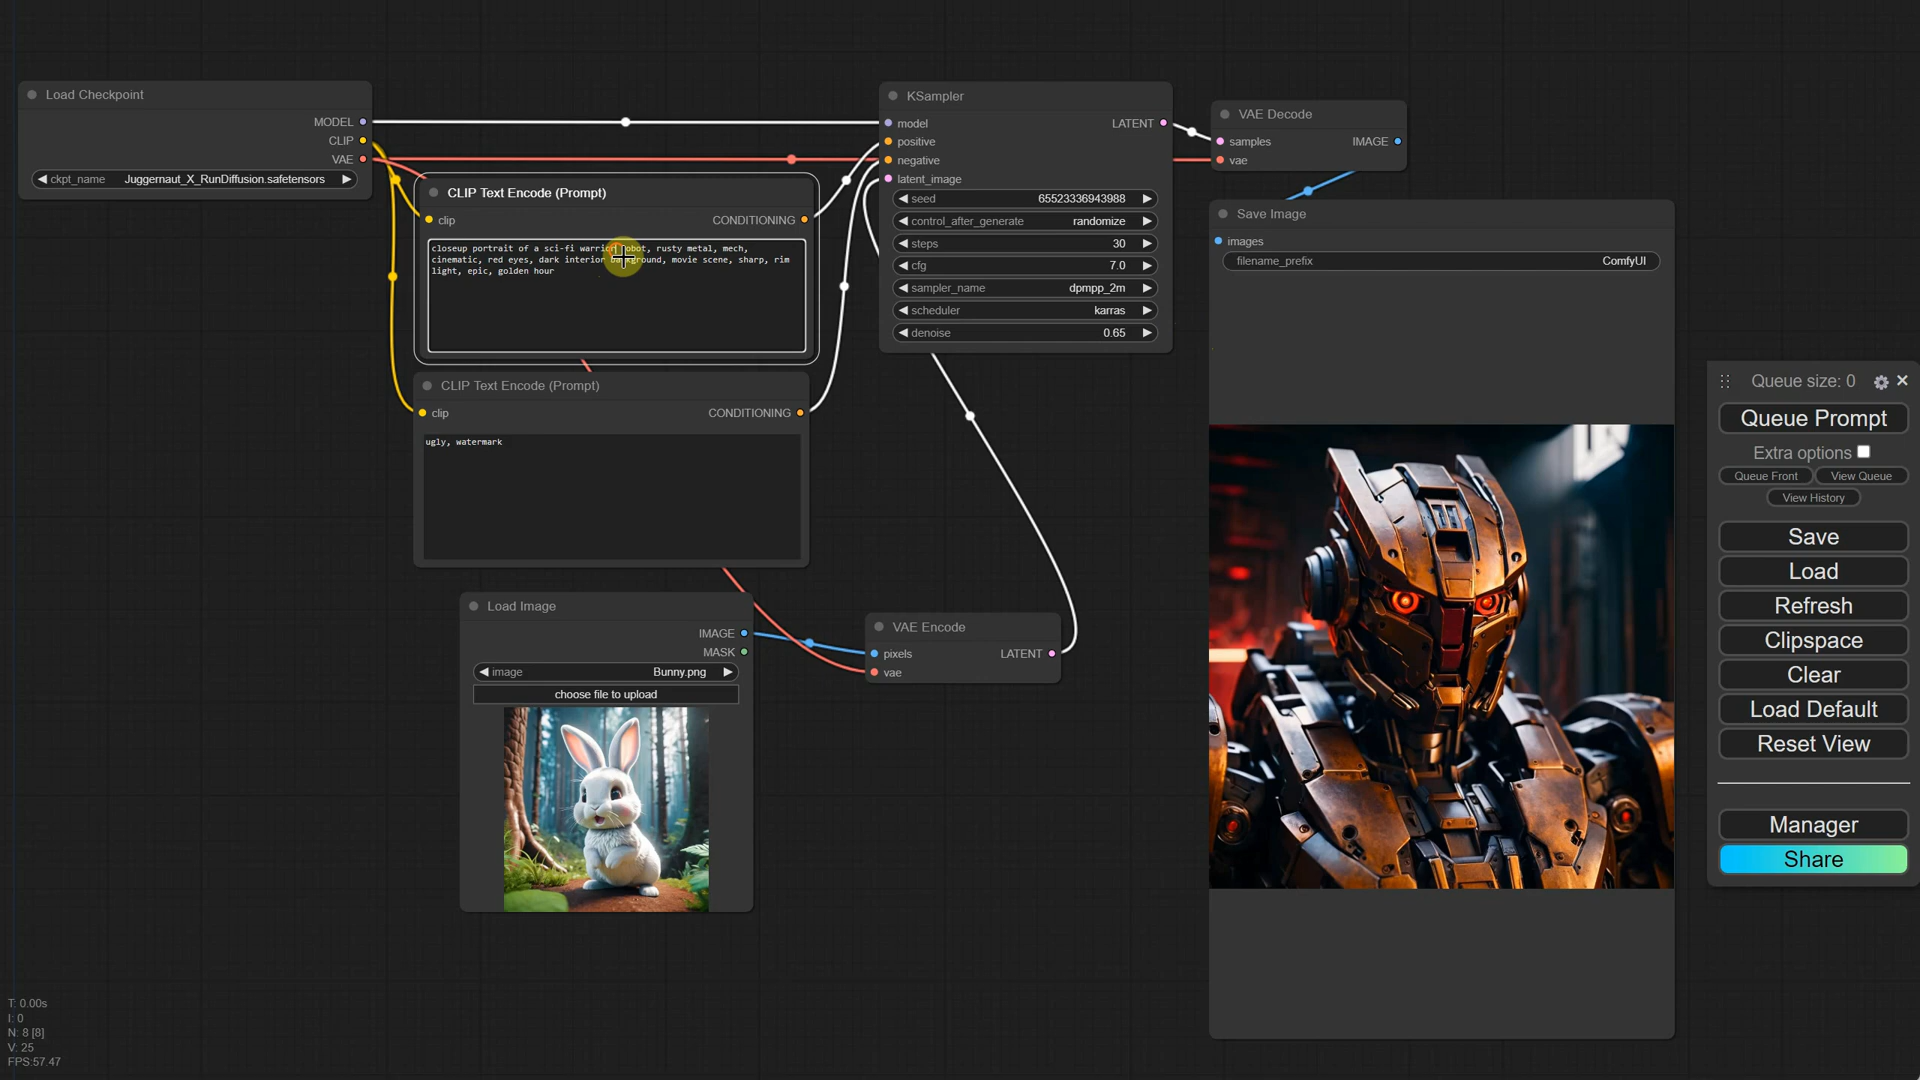 Load Checkpoint
MODEL
CLIP
VAE
ckpt_name Juggernaut_X_RunDiffusion.safetensors
CLIP Text Encode (Prompt)
clip CONDITIONING
closeup portrait of a sci-fi warrior robot, rusty metal, mech,
cinematic, red eyes, dark interior background, movie scene, sharp, rim
light, epic, golden hour
CLIP Text Encode (Prompt)
clip CONDITIONING
ugly, watermark
Load Image
IMAGE
MASK
image Bunny.png
choose file to upload
VAE Encode
pixels LATENT
vae
KSampler
model LATENT
positive
negative
latent_image
seed 65523336943988
control_after_generate randomize
steps 30
cfg 7.0
sampler_name dpmpp_2m
scheduler karras
denoise 0.65
VAE Decode
samples IMAGE
vae
Save Image
images
filename_prefix ComfyUI
Queue size: 0
Queue Prompt
Extra options
Queue Front View Queue
View History
Save
Load
Refresh
Clipspace
Clear
Load Default
Reset View
Manager
Share
T: 0.00s
I: 0
N: 8 [8]
V: 25
FPS:57.47